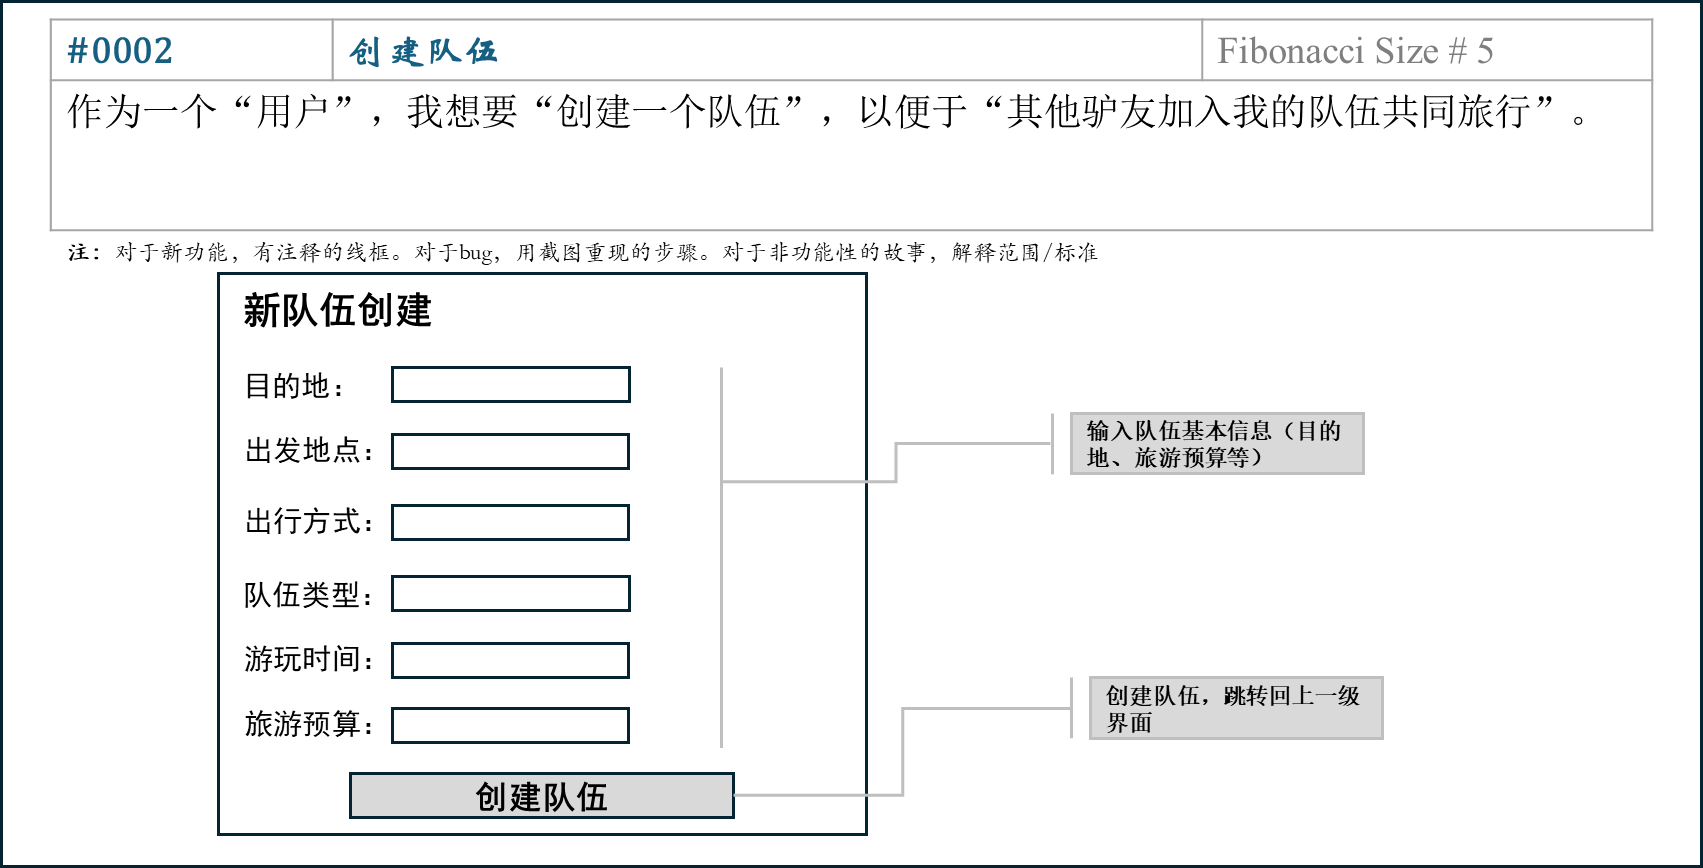 #0002
创建队伍
Fibonacci Size # 5
作为一个“用户”，我想要“创建一个队伍”，以便于“其他驴友加入我的队伍共同旅行”。
注：对于新功能，有注释的线框。对于bug，用截图重现的步骤。对于非功能性的故事，解释范围/标准
新队伍创建
目的地：
出发地点：
出行方式：
队伍类型：
游玩时间：
旅游预算：
创建队伍
输入队伍基本信息（目的
地、旅游预算等）
创建队伍，跳转回上一级
界面